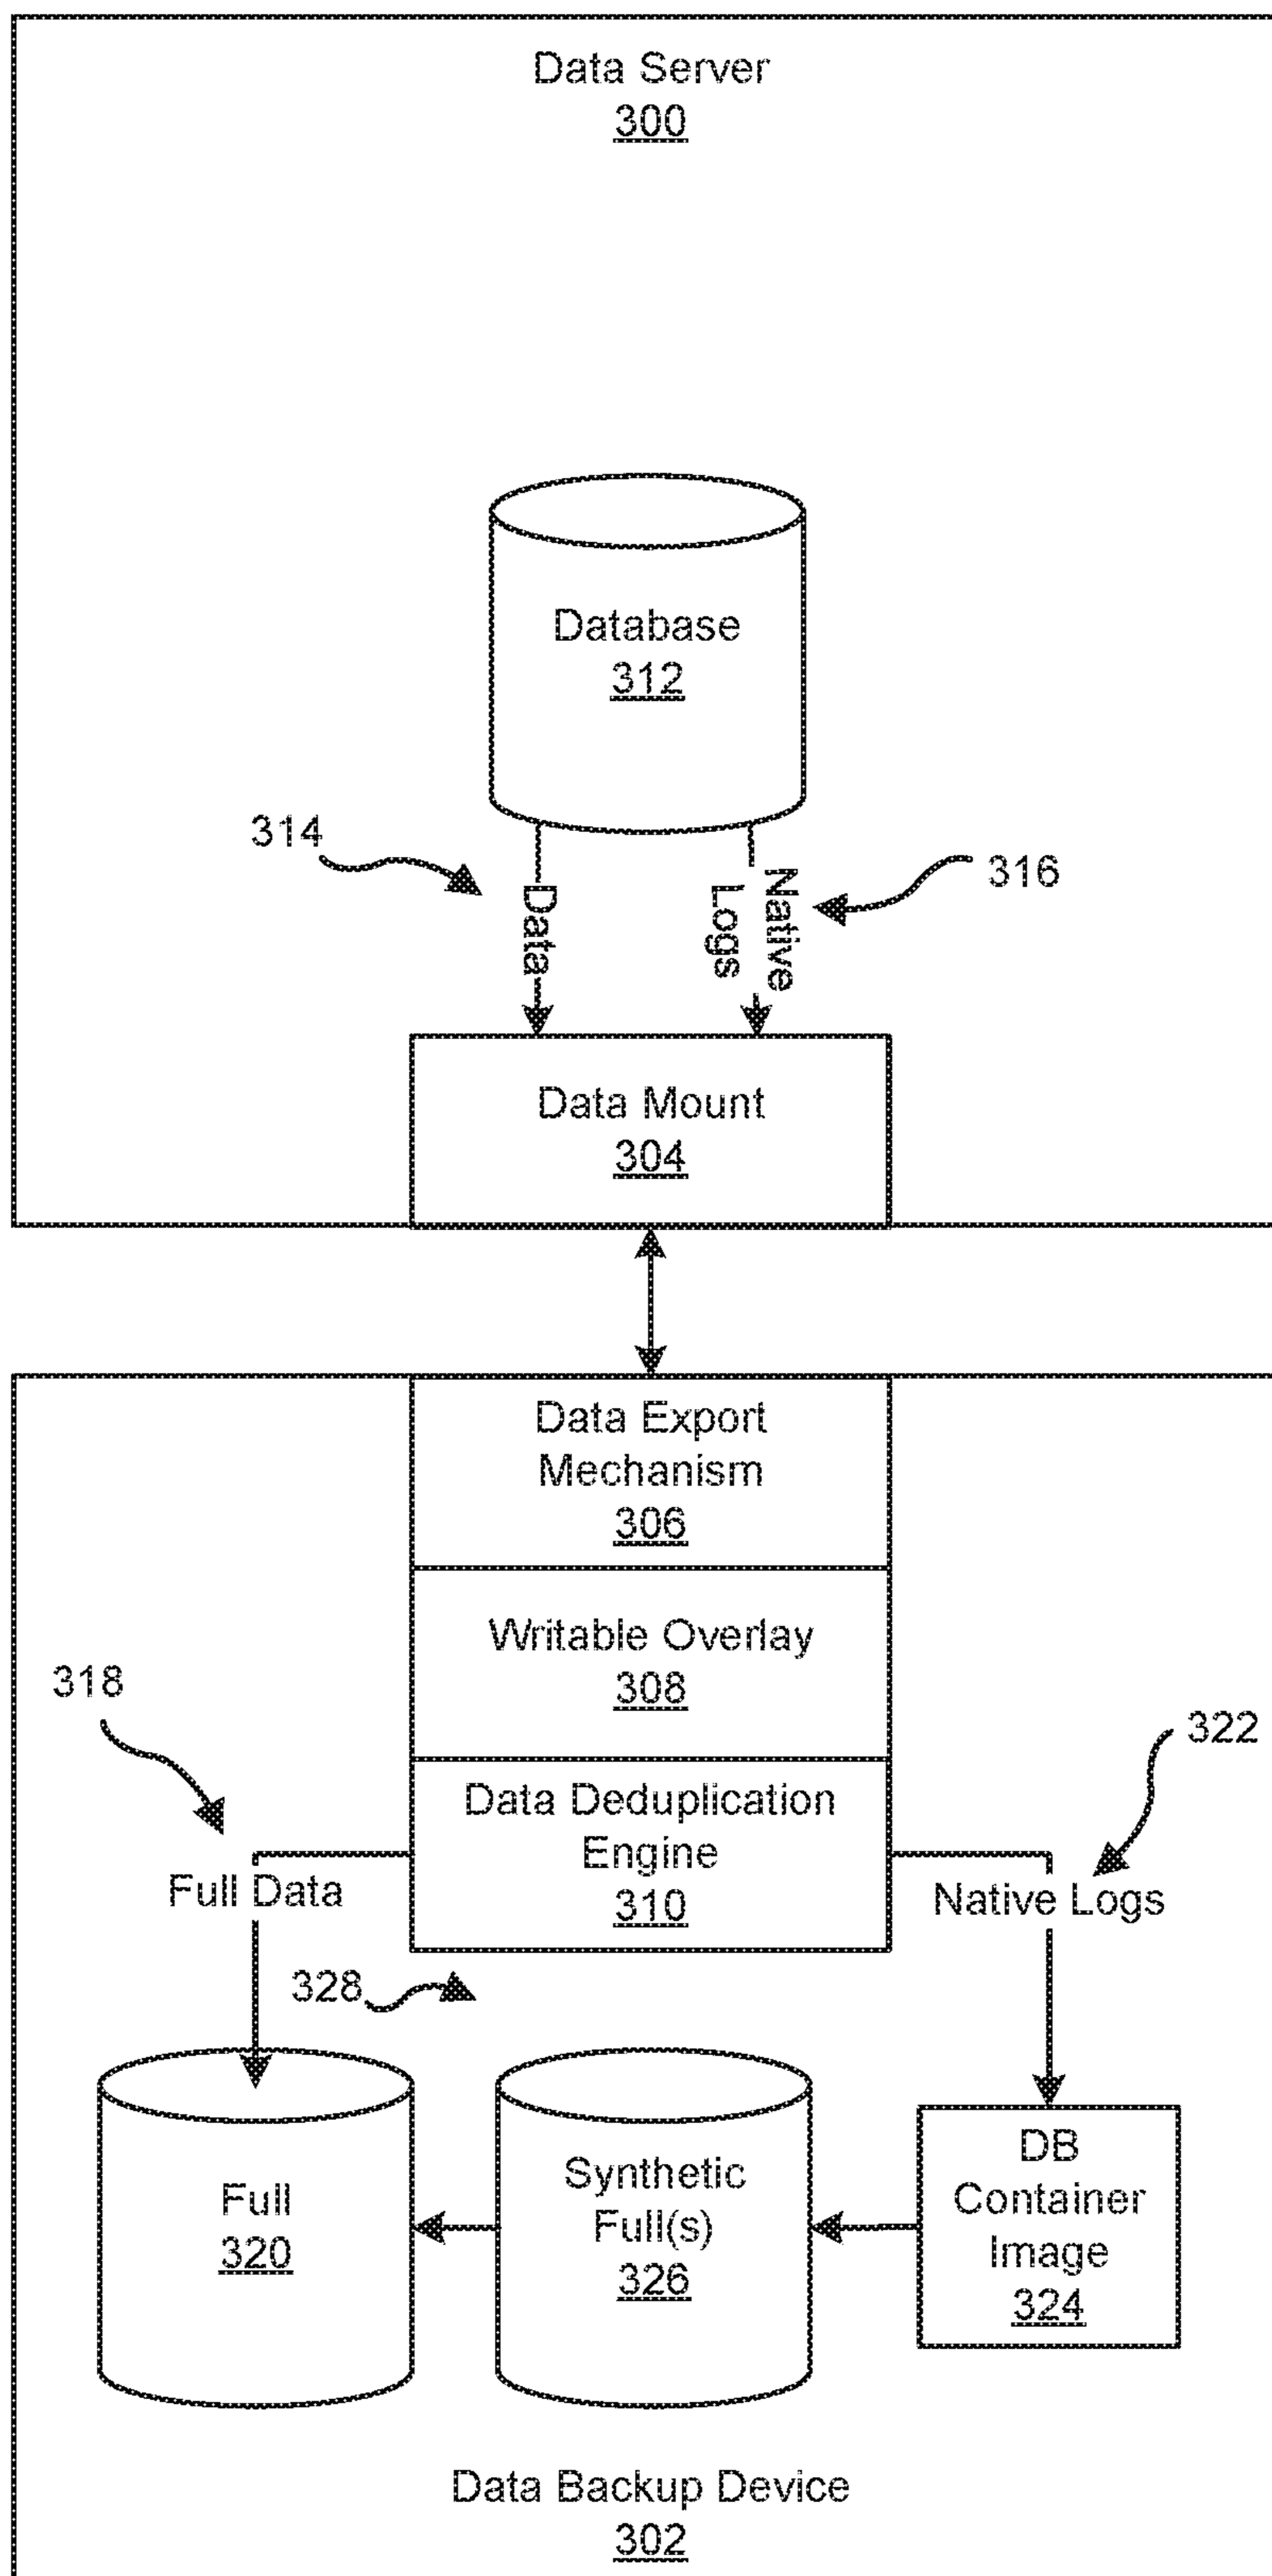 Data Server
300
Database
312
314
316
Data
Native
Logs
Data Mount
304
Data Export
Mechanism
306
Writable Overlay
308
318
322
Data Deduplication
Engine
310
Full Data
Native Logs
328
Full
320
Synthetic
Full(s)
326
DB
Container
Image
324
Data Backup Device
302